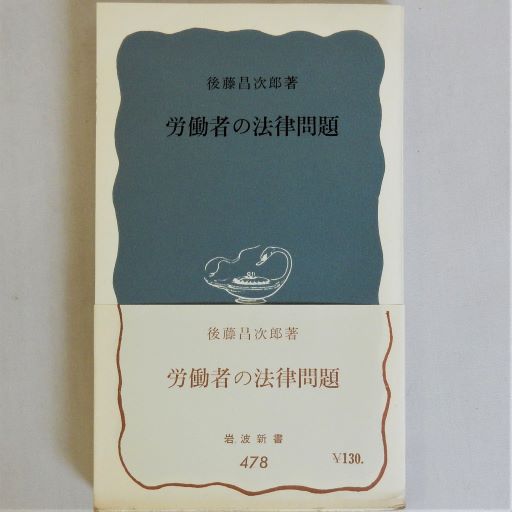 後藤昌次郎著
労働者の法律問題
後藤昌次郎著
労働者の法律問題
岩波新書
478
¥130.